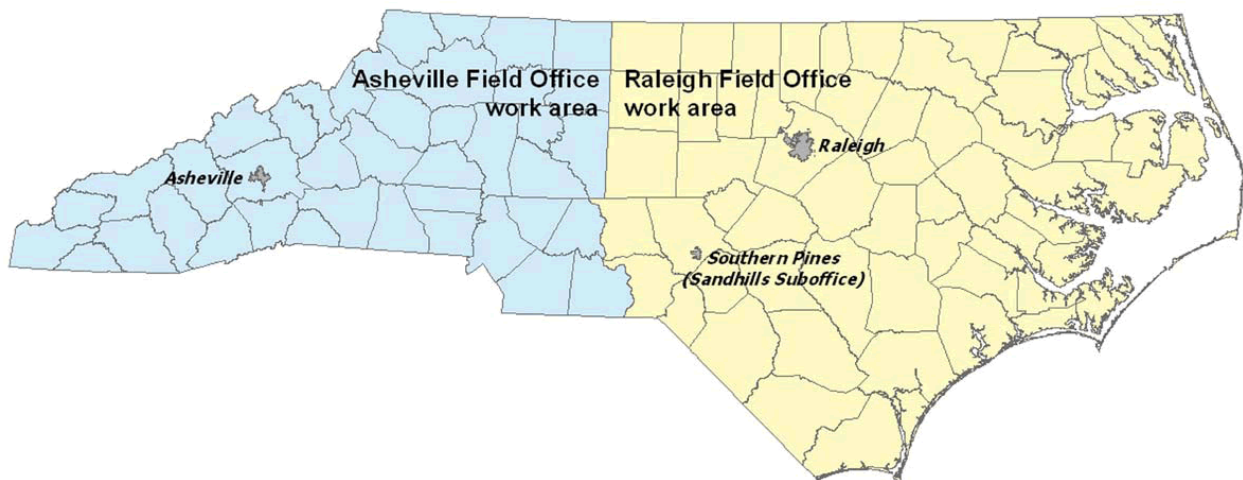 Asheville Field Office
work area
Raleigh Field Office
work area
Asheville
Raleigh
Southern Pines
(Sandhills Suboffice)